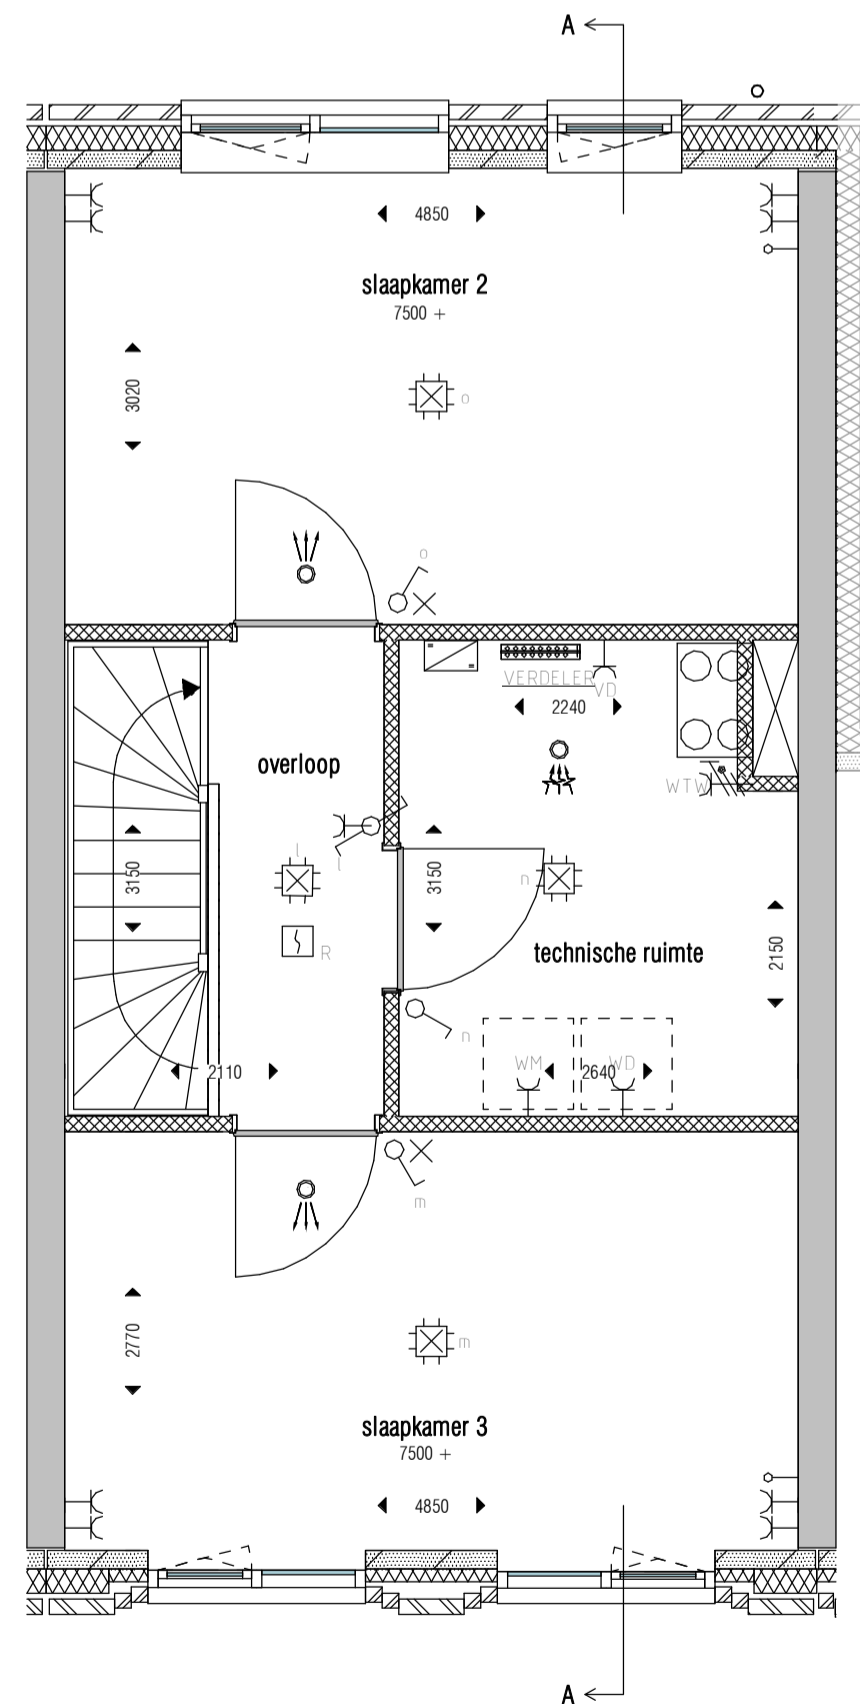 A
4850
slaapkamer 2
7500 +
3020
o
o
VERDELER
VD
2240
overloop
WTW
l
l
3150
3150
n
R
technische ruimte
2150
n
WM
WD
2110
2640
m
2770
m
slaapkamer 3
7500 +
4850
A